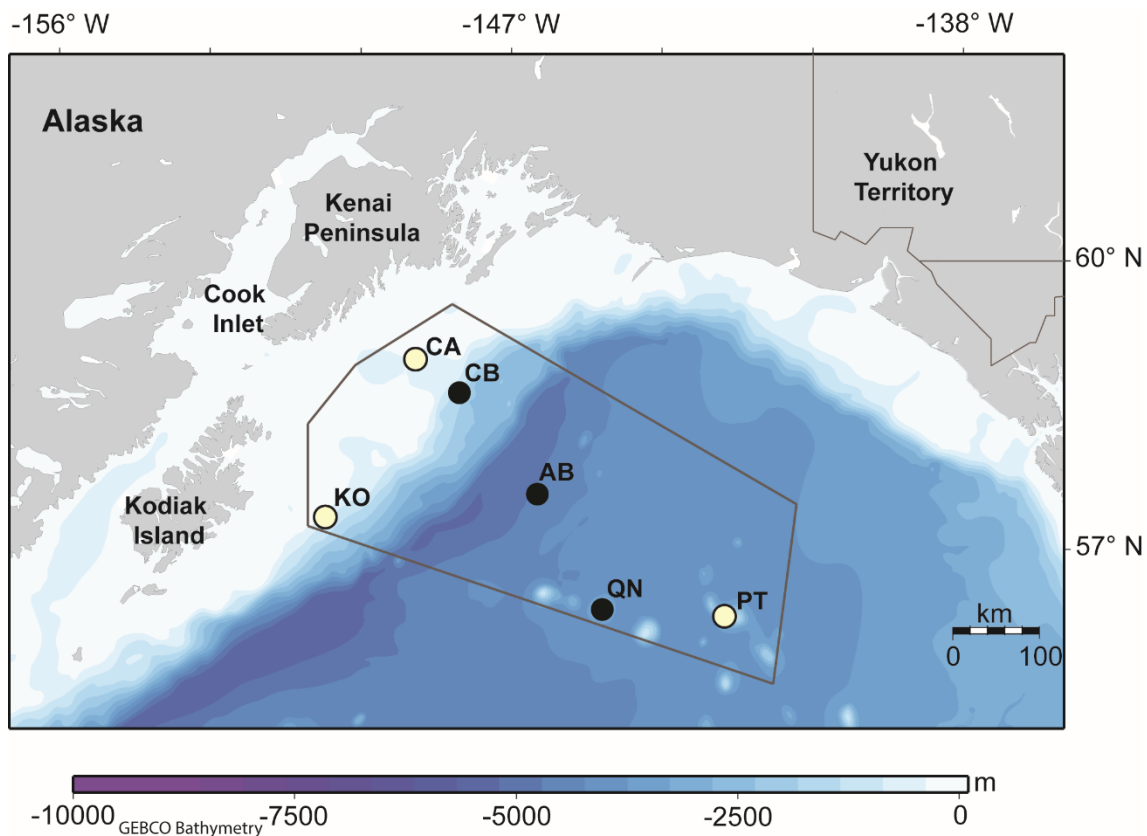 -156° W
-147° W
-138° W
Alaska
Yukon
Territory
Kenai
Peninsula
60° N
Cook
Inlet
CA
CB
AB
KO
Kodiak
Island
57° N
QN
PT
km
0 100
m
-10000 -7500 -5000 -2500 0
GEBCO Bathymetry